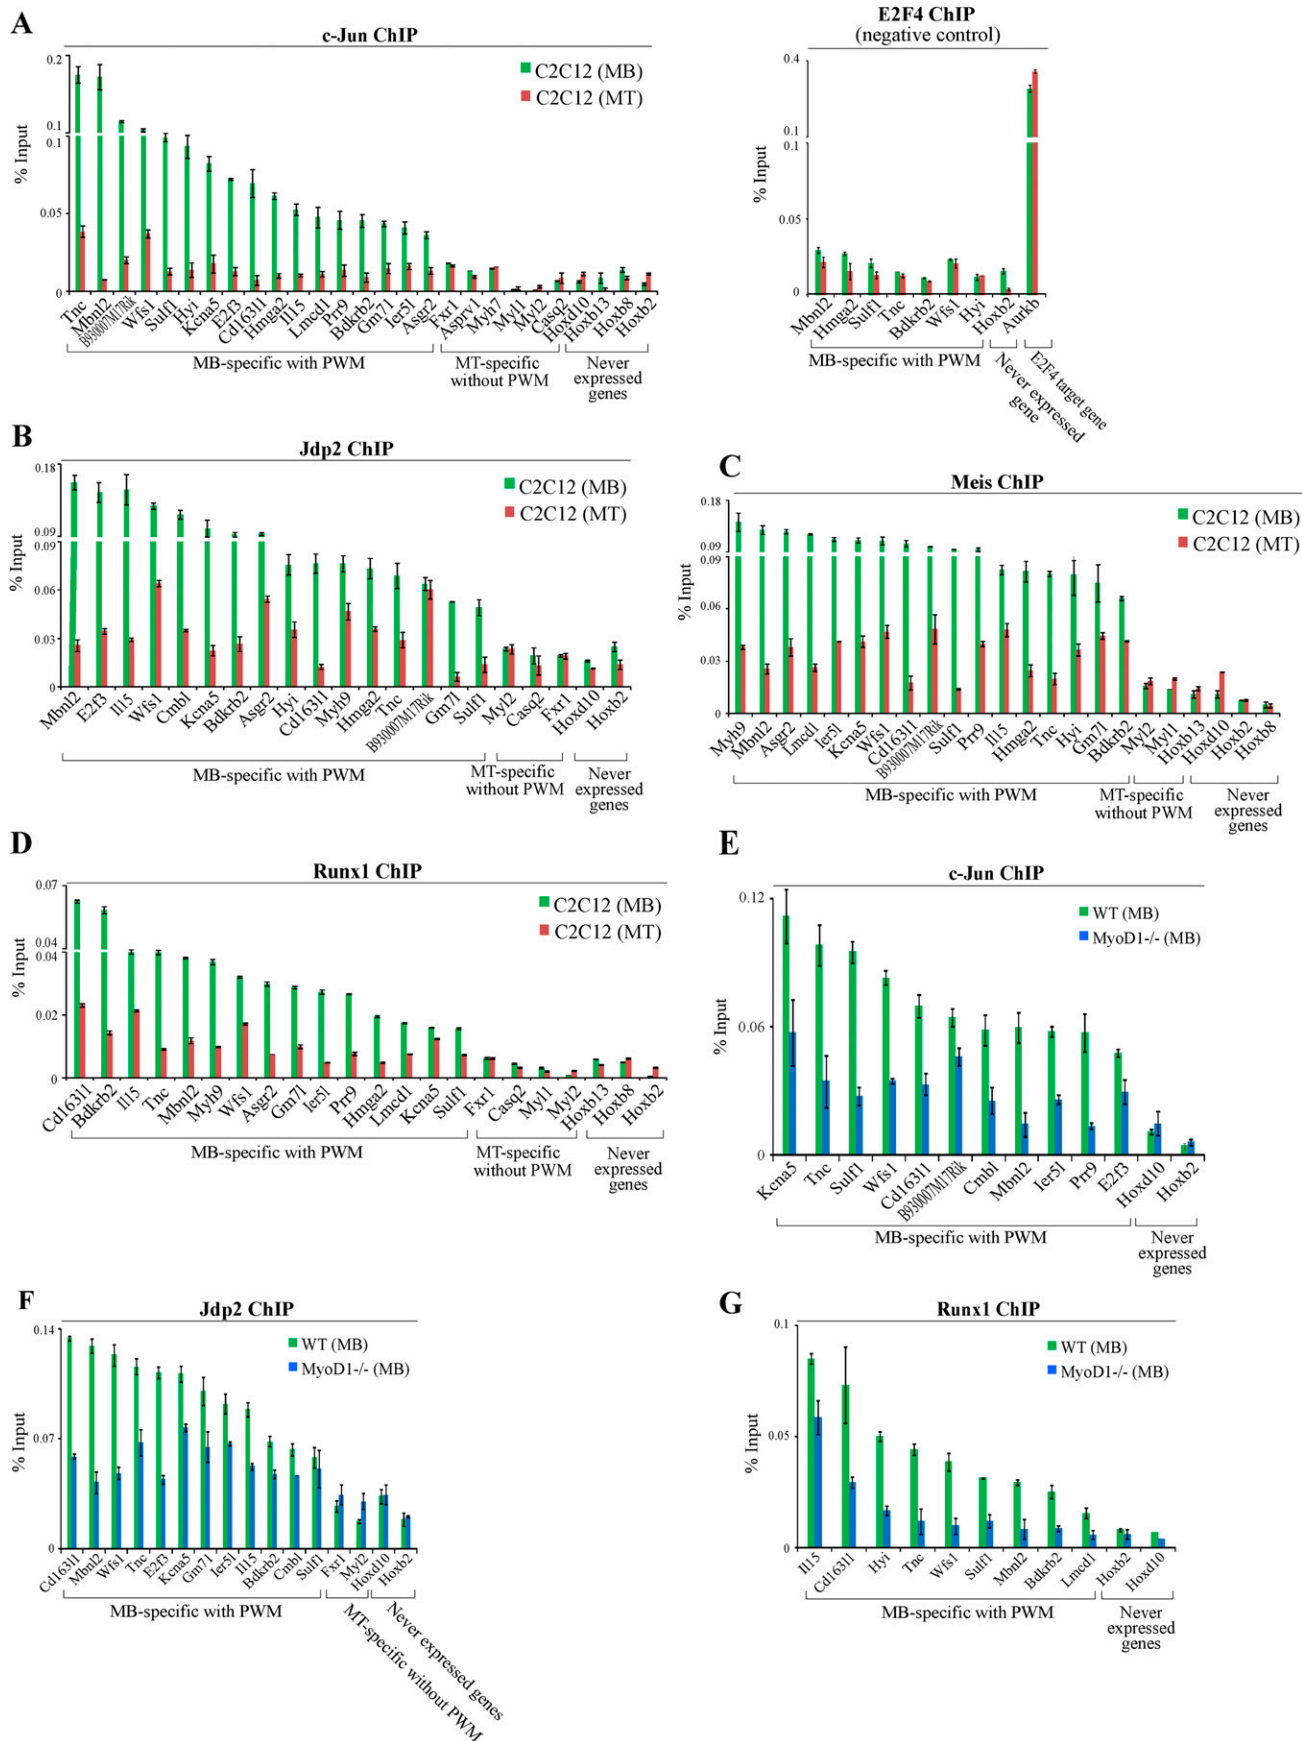 A
c-Jun ChIP
0.2
0.1
0.1
0.05
0
% Input
C2C12 (MB)
C2C12 (MT)
Tnc
Mbnl2
B930007M17Rik
Wfs1
Sulf1
Hyi
Kcna5
E2f3
Cd163l1
Hmga2
Il15
Lmcd1
Prr9
Bdkrb2
Gm71
Ier5l
Asgr2
Fxr1
Asprv1
Myh7
Myl1
Myl2
Casq2
Hoxd10
Hoxb13
Hoxb8
Hoxb2
MB-specific with PWM
MT-specific
without PWM
Never
expressed
genes
E2F4 ChIP
(negative control)
0.4
0.1
0.1
0.05
0
% Input
Mbnl2
Hmga2
Sulf1
Tnc
Bdkrb2
Wfs1
Hyi
Hoxb2
Aurkb
MB-specific with PWM
Never expressed
gene
E2F4 target gene
B
Jdp2 ChIP
0.18
0.09
0.09
0.06
0.03
0
% Input
C2C12 (MB)
C2C12 (MT)
Mbnl2
E2f3
Il15
Wfs1
Cmbl
Kcna5
Bdkrb2
Asgr2
Hyi
Cd163l1
Myh9
Hmga2
Tnc
B930007M17Rik
Gm7l
Sulf1
Myl2
Casq2
Fxr1
Hoxd10
Hoxb2
MB-specific with PWM
MT-specific
without PWM
Never
expressed
genes
C
Meis ChIP
0.18
0.09
0.09
0.06
0.03
0
% Input
C2C12 (MB)
C2C12 (MT)
Myh9
Mbnl2
Asgr2
Lmcd1
Ier5l
Kcna5
Wfs1
Cd163l1
B930007M17Rik
Sulf1
Prr9
Il15
Hmga2
Tnc
Hyi
Gm7l
Bdkrb2
Myl2
Myl1
Hoxb13
Hoxd10
Hoxb2
Hoxb8
MB-specific with PWM
MT-specific
without PWM
Never
expressed
genes
D
Runx1 ChIP
0.07
0.04
0.04
0.02
0
% Input
C2C12 (MB)
C2C12 (MT)
Cd163l1
Bdkrb2
Il15
Tnc
Mbnl2
Myh9
Wfs1
Asgr2
Gm7l
Ier5l
Prr9
Hmga2
Lmcd1
Kcna5
Sulf1
Fxr1
Casq2
Myl1
Myl2
Hoxb13
Hoxb8
Hoxb2
MB-specific with PWM
MT-specific
without PWM
Never
expressed
genes
E
c-Jun ChIP
0.12
0.06
0
% Input
WT (MB)
MyoD1-/- (MB)
Kcna5
Tnc
Sulf1
Wfs1
Cd163l1
B930007M17Rik
Cmbl
Mbnl2
Ier5l
Prr9
E2f3
Hoxd10
Hoxb2
MB-specific with PWM
Never
expressed
genes
F
Jdp2 ChIP
0.14
0.07
0
% Input
WT (MB)
MyoD1-/- (MB)
Cd163l1
Mbnl2
Wfs1
Tnc
E2f3
Kcna5
Gm7l
Ier5l
Il15
Bdkrb2
Cmbl
Sulf1
Fxr1
Myl2
Hoxd10
Hoxb2
MB-specific with PWM
MT-specific without PWM
Never expressed genes
G
Runx1 ChIP
0.1
0.05
0
% Input
WT (MB)
MyoD1-/- (MB)
Il15
Cd163l1
Hyi
Tnc
Wfs1
Sulf1
Mbnl2
Bdkrb2
Lmcd1
Hoxb2
Hoxd10
MB-specific with PWM
Never
expressed
genes